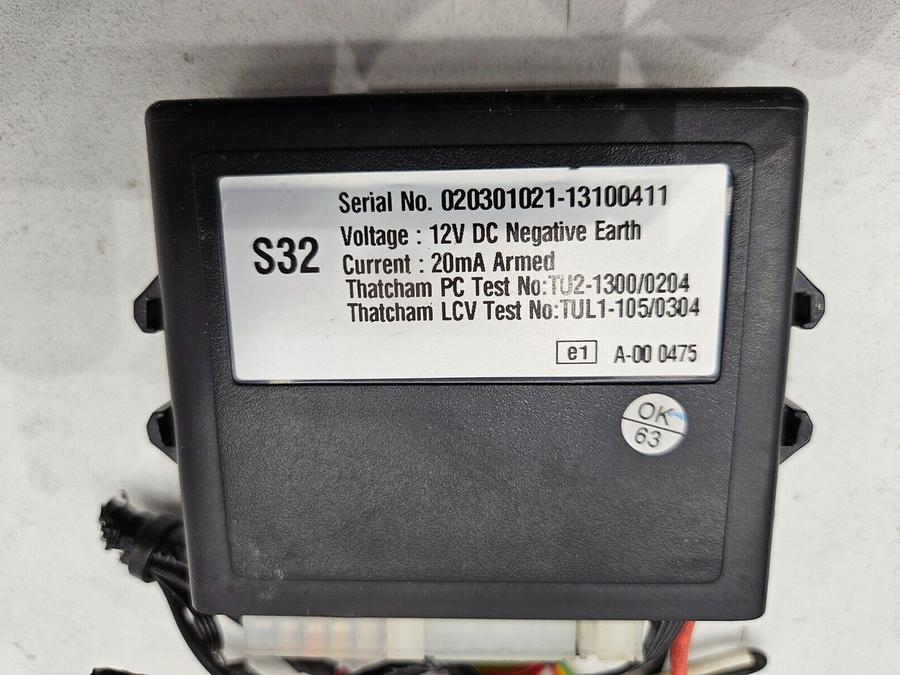 Serial No. 020301021-13100411
S32
Voltage : 12V DC Negative Earth
Current : 20mA Armed
Thatcham PC Test No:TU2-1300/0204
Thatcham LCV Test No:TUL1-105/0304
e1 A-00 0475
OK
63